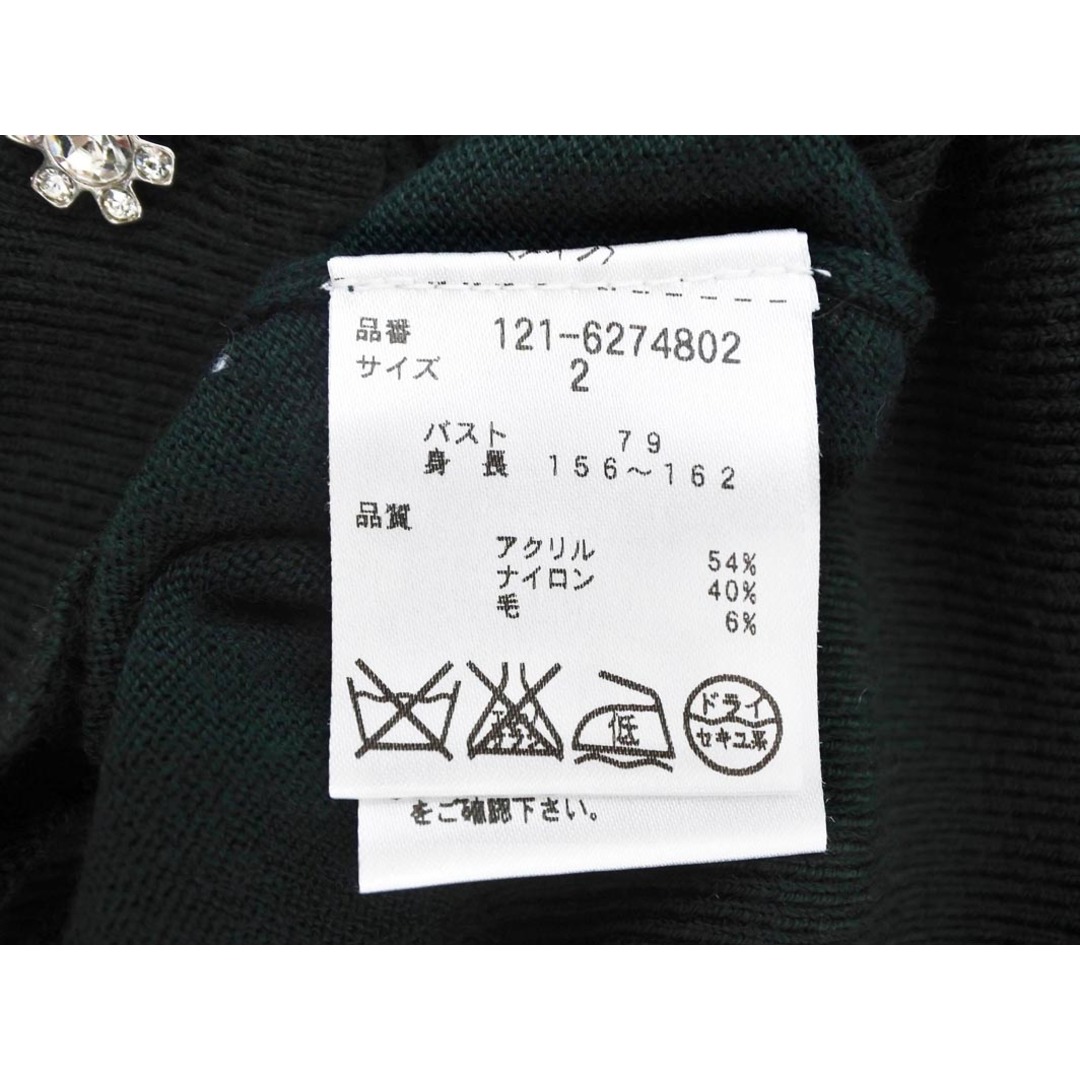 品番 121-6274802
サイズ 2
バスト 79
身長 156～162
品質
アクリル 54%
ナイロン 40%
毛 6%
低
ドライ
セキユ系
をご確認下さい。